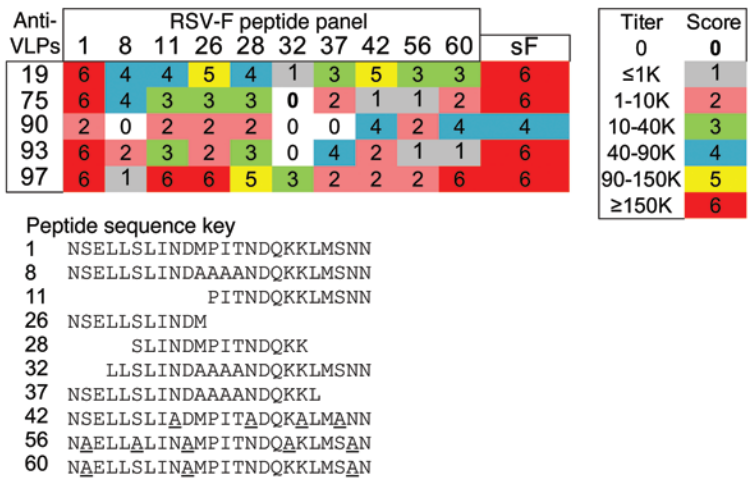 Anti-VLPs RSV-F peptide panel
1 8 11 26 28 32 37 42 56 60 sF
19 6 4 4 5 4 1 3 5 3 3 6
75 6 4 3 3 3 0 2 1 1 2 6
90 2 0 2 2 2 0 0 4 2 4 4
93 6 2 3 2 3 0 4 2 1 1 6
97 6 1 6 6 5 3 2 2 2 6 6
Titer Score
0 0
≤1K 1
1-10K 2
10-40K 3
40-90K 4
90-150K 5
≥150K 6
Peptide sequence key
1 NSELLSLINDMPITNDQKKLMSNN
8 NSELLSLINDAAAANDQKKLMSNN
11 PITNDQKKLMSNN
26 NSELLSLINDM
28 SLINDMPITNDQKK
32 LLSLINDAAAANDQKKLMSNN
37 NSELLSLINDAAAANDQKKL
42 NSELLSLIADMPITADQKALMANN
56 NAELLALINAMPITNDQAKLMSAN
60 NAELLSLINAMPITNDQKKLMSAN